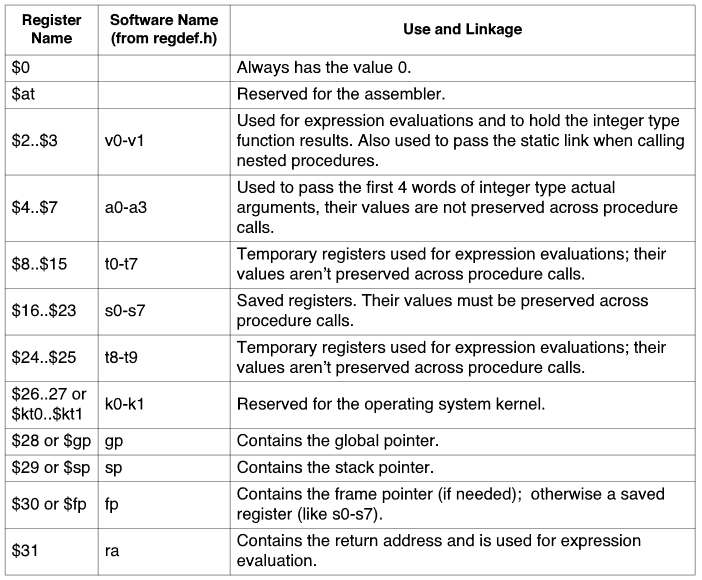 Register
Name
Software Name
(from regdef.h)
Use and Linkage
$0
Always has the value 0.
$at
Reserved for the assembler.
$2..$3
v0-v1
Used for expression evaluations and to hold the integer type
function results. Also used to pass the static link when calling
nested procedures.
$4..$7
a0-a3
Used to pass the first 4 words of integer type actual
arguments, their values are not preserved across procedure
calls.
$8..$15
t0-t7
Temporary registers used for expression evaluations; their
values aren't preserved across procedure calls.
$16..$23
s0-s7
Saved registers. Their values must be preserved across
procedure calls.
$24..$25
t8-t9
Temporary registers used for expression evaluations; their
values aren't preserved across procedure calls.
$26..27 or
$kt0..$kt1
k0-k1
Reserved for the operating system kernel.
$28 or $gp
gp
Contains the global pointer.
$29 or $sp
sp
Contains the stack pointer.
$30 or $fp
fp
Contains the frame pointer (if needed); otherwise a saved
register (like s0-s7).
$31
ra
Contains the return address and is used for expression
evaluation.